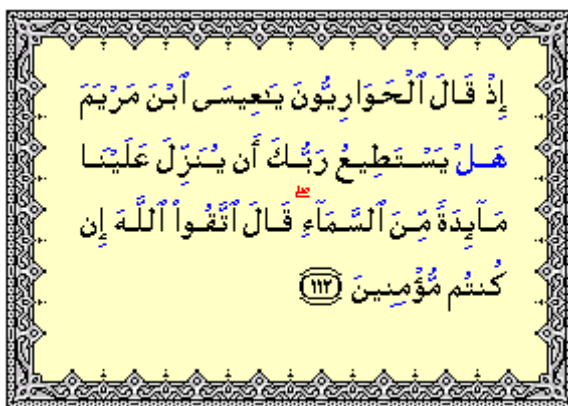 إِذْ قَالَ ٱلْحَوَارِيُّونَ يَـٰعِيسَى ٱبْنَ مَرْيَمَ
هَلْ يَسْتَطِيعُ رَبُّكَ أَن يُنَزِّلَ عَلَيْنَا
مَآئِدَةً مِّنَ ٱلسَّمَآءِ ۖ قَالَ ٱتَّقُوا۟ ٱللَّهَ إِن
كُنتُم مُّؤْمِنِينَ ﴿١١٢﴾